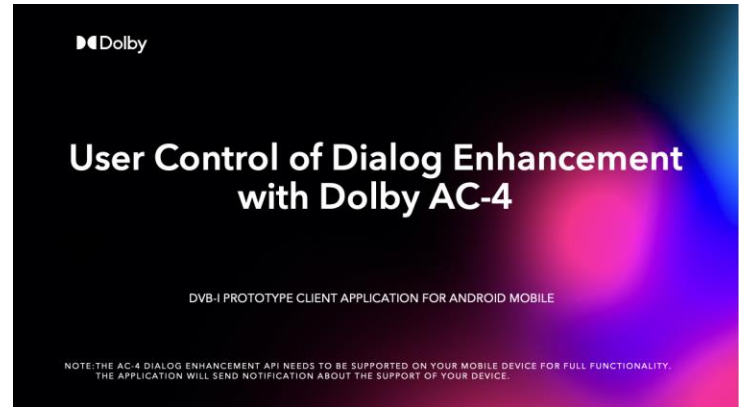 Dolby
User Control of Dialog Enhancement
with Dolby AC-4
DVB-I PROTOTYPE CLIENT APPLICATION FOR ANDROID MOBILE
NOTE:THE AC-4 DIALOG ENHANCEMENT API NEEDS TO BE SUPPORTED ON YOUR MOBILE DEVICE FOR FULL FUNCTIONALITY.
THE APPLICATION WILL SEND NOTIFICATION ABOUT THE SUPPORT OF YOUR DEVICE.